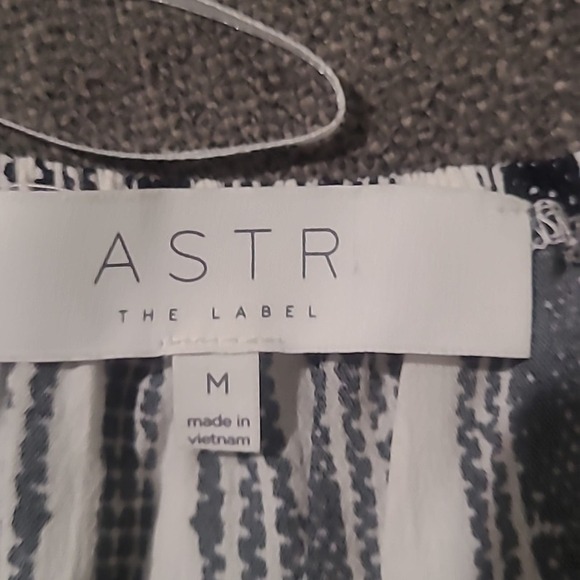 ASTR
THE LABEL
M
made in
vietnam